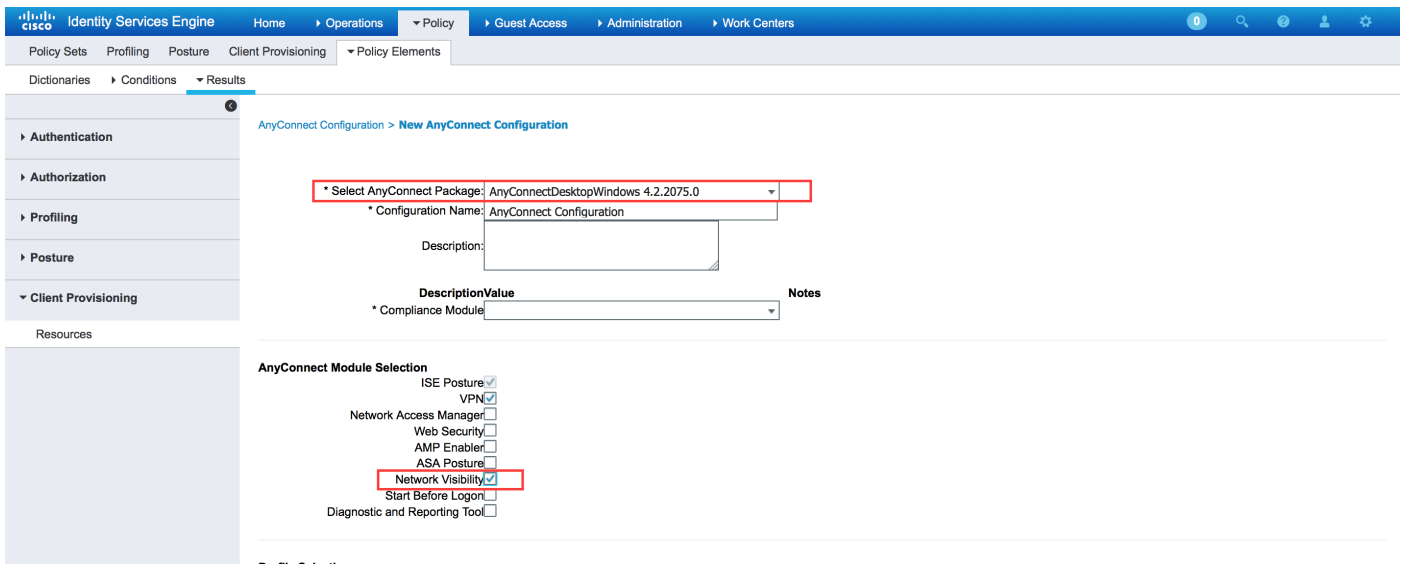 cisco Identity Services Engine Home Operations Policy Guest Access Administration Work Centers 0
Policy Sets Profiling Posture Client Provisioning Policy Elements
Dictionaries Conditions Results
Authentication
Authorization
Profiling
Posture
Client Provisioning
Resources
AnyConnect Configuration > New AnyConnect Configuration
* Select AnyConnect Package: AnyConnectDesktopWindows 4.2.2075.0
* Configuration Name: AnyConnect Configuration
Description:
DescriptionValue Notes
* Compliance Module
AnyConnect Module Selection
ISE Posture
VPN
Network Access Manager
Web Security
AMP Enabler
ASA Posture
Network Visibility
Start Before Logon
Diagnostic and Reporting Tool